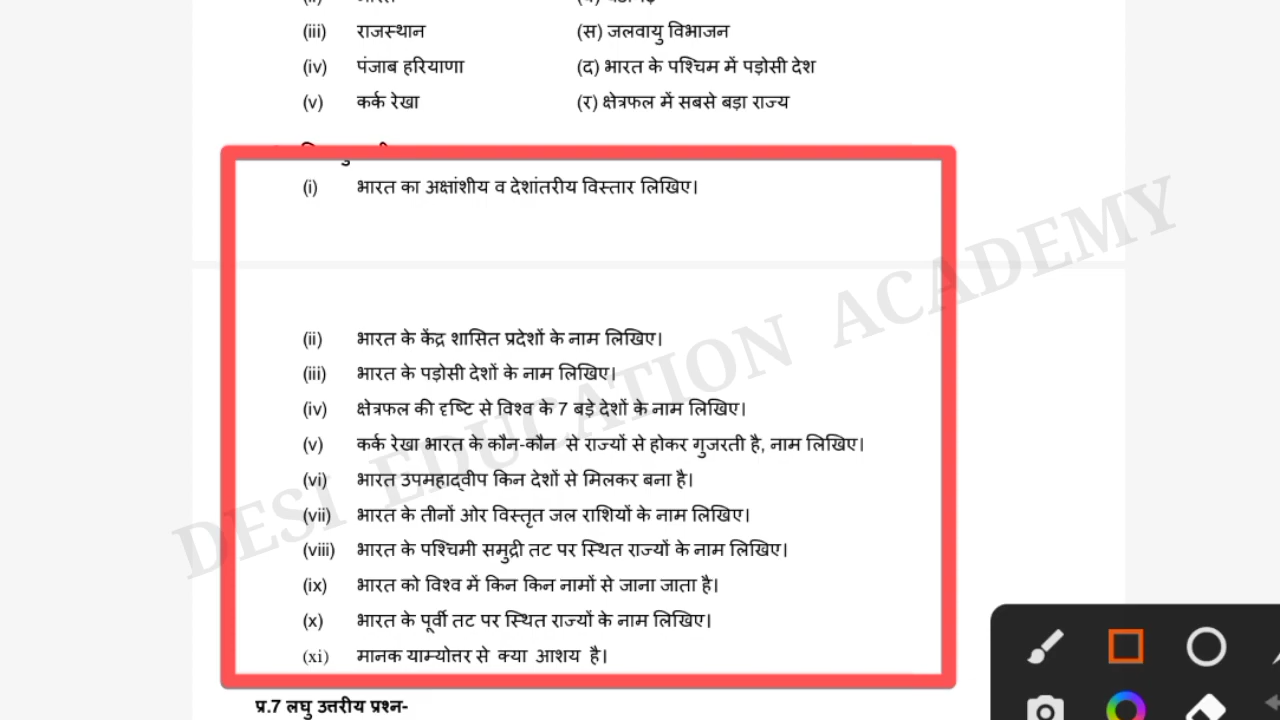 (iii) राजस्थान (स) जलवायु विभाजन
(iv) पंजाब हरियाणा (द) भारत के पश्चिम में पड़ोसी देश
(v) कर्क रेखा (र) क्षेत्रफल में सबसे बड़ा राज्य
(i) भारत का अक्षांशीय व देशांतरीय विस्तार लिखिए।
(ii) भारत के केंद्र शासित प्रदेशों के नाम लिखिए।
(iii) भारत के पड़ोसी देशों के नाम लिखिए।
(iv) क्षेत्रफल की दृष्टि से विश्व के 7 बड़े देशों के नाम लिखिए।
(v) कर्क रेखा भारत के कौन-कौन से राज्यों से होकर गुजरती है, नाम लिखिए।
(vi) भारत उपमहाद्वीप किन देशों से मिलकर बना है।
(vii) भारत के तीनों ओर विस्तृत जल राशियों के नाम लिखिए।
(viii) भारत के पश्चिमी समुद्री तट पर स्थित राज्यों के नाम लिखिए।
(ix) भारत को विश्व में किन किन नामों से जाना जाता है।
(x) भारत के पूर्वी तट पर स्थित राज्यों के नाम लिखिए।
(xi) मानक याम्योत्तर से क्या आशय है।
प्र.7 लघु उत्तरीय प्रश्न-
DESI EDUCATION ACADEMY